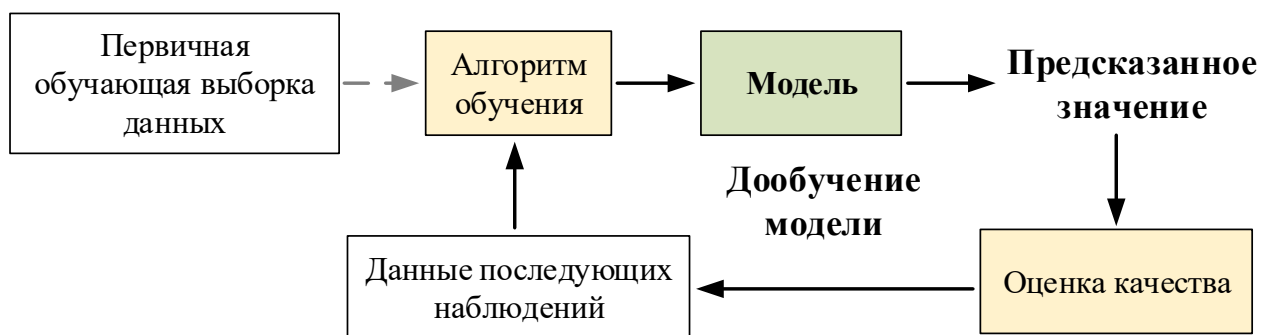 Первичная
обучающая выборка
данных
Алгоритм
обучения
Модель
Предсказанное
значение
Дообучение
модели
Данные последующих
наблюдений
Оценка качества